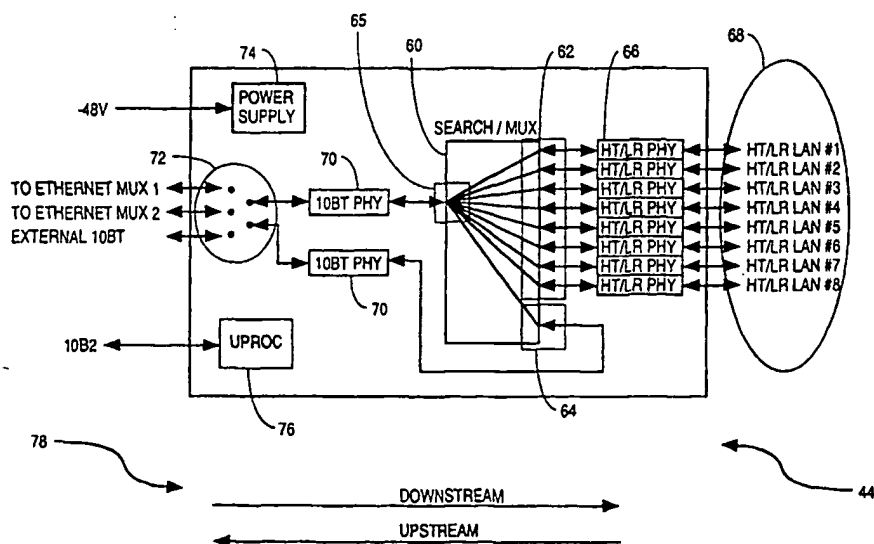 65
60
62
66
68
74
-48V
POWER
SUPPLY
SEARCH / MUX
72
70
HT/LR PHY
HT/LR LAN #1
HT/LR PHY
HT/LR LAN #2
TO ETHERNET MUX 1
10BT PHY
HT/LR PHY
HT/LR LAN #3
TO ETHERNET MUX 2
HT/LR PHY
HT/LR LAN #4
EXTERNAL 10BT
HT/LR PHY
HT/LR LAN #5
HT/LR PHY
HT/LR LAN #6
10BT PHY
HT/LR PHY
HT/LR LAN #7
HT/LR PHY
HT/LR LAN #8
70
10B2
UPROC
76
64
78
44
DOWNSTREAM
UPSTREAM